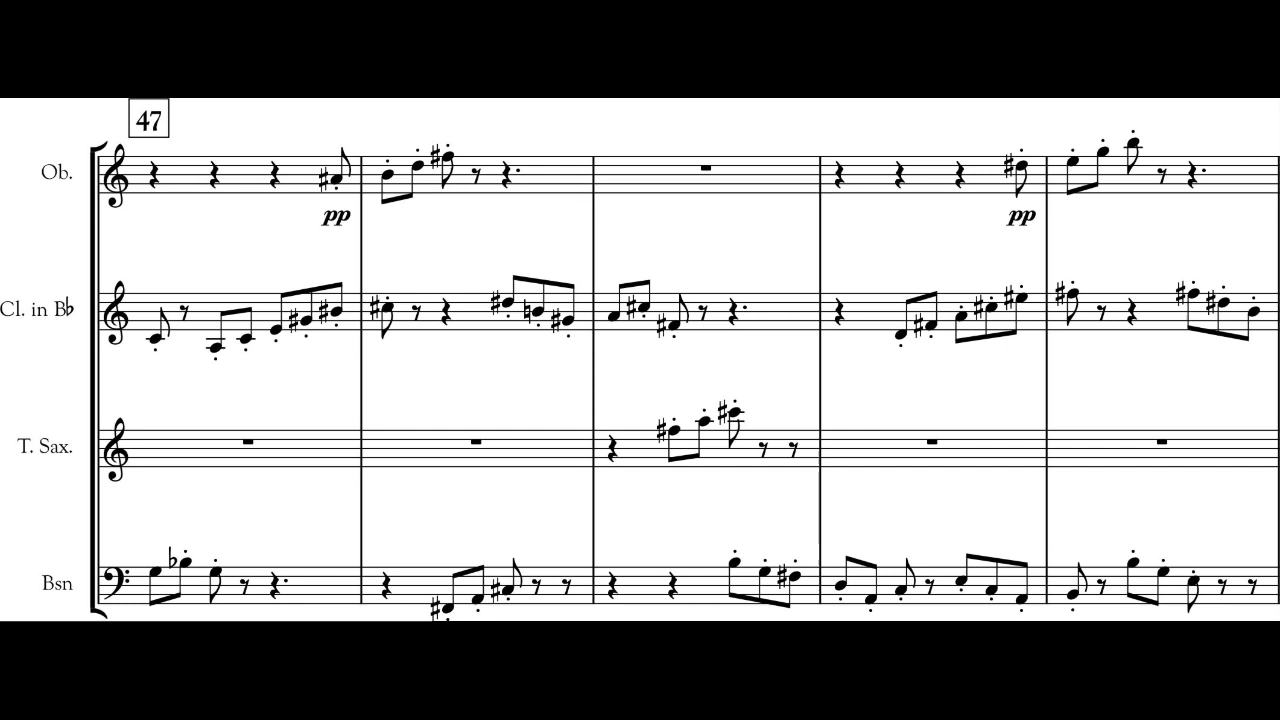 47
Ob.
pp
pp
Cl. in B♭
T. Sax.
Bsn